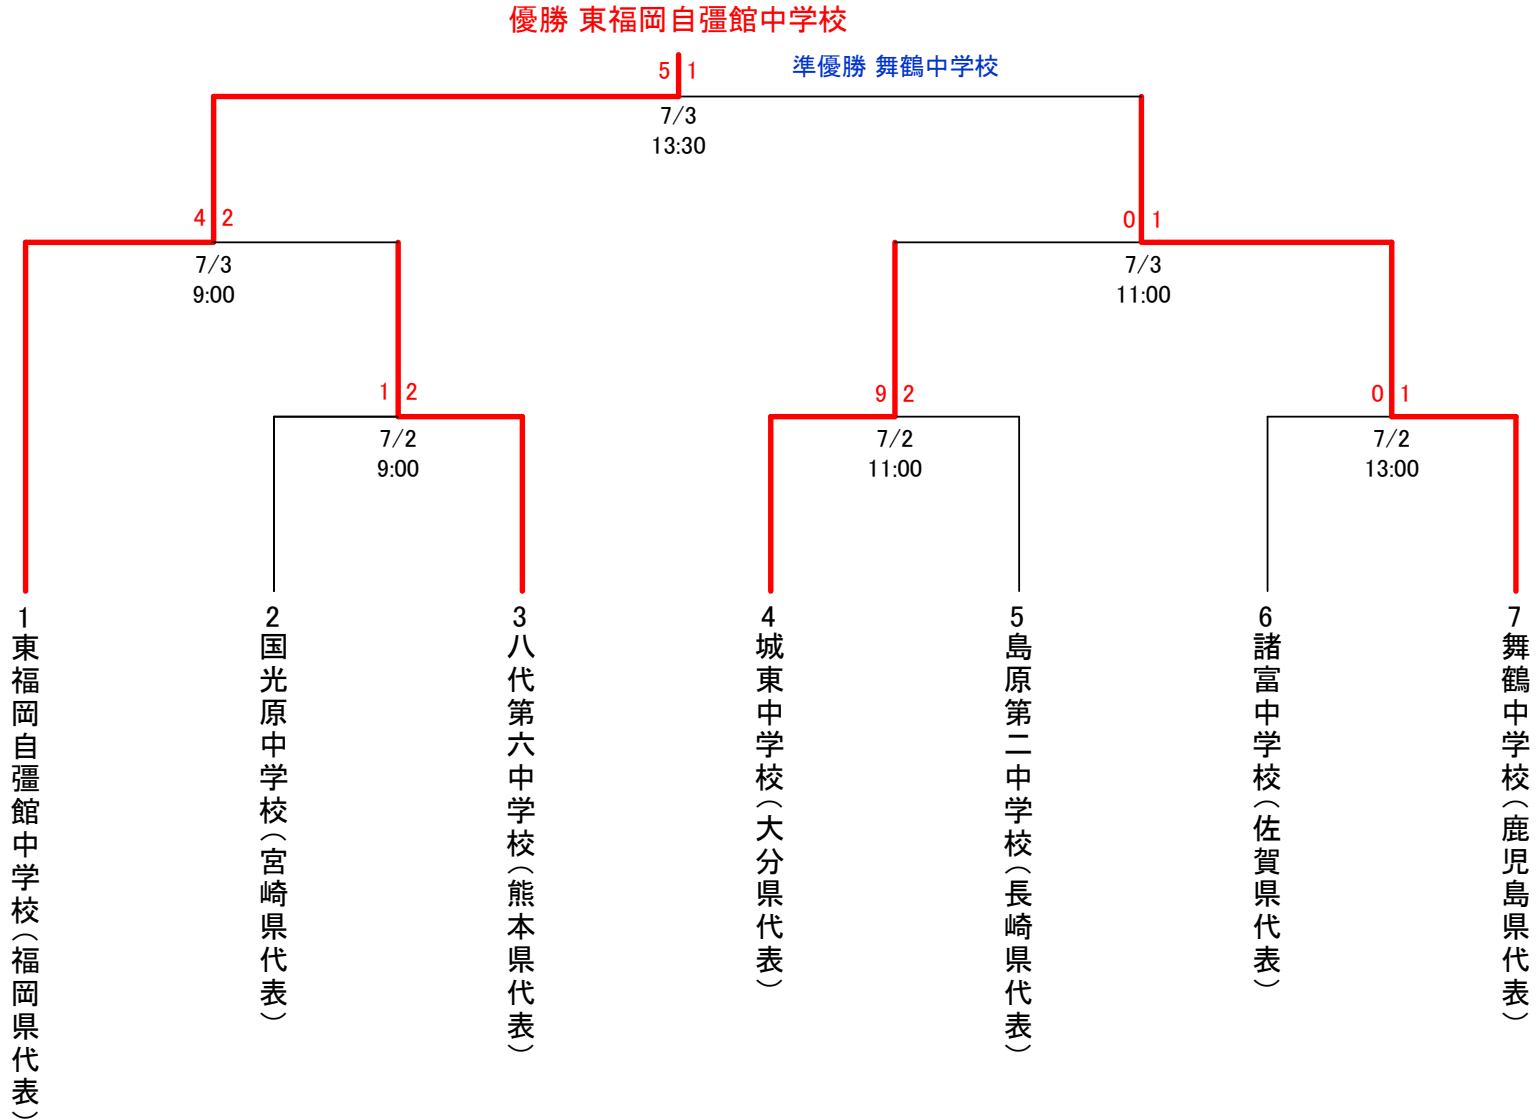 優勝 東福岡自彊館中学校
準優勝 舞鶴中学校
5 1
7/3
13:30
4 2
7/3
9:00
0 1
7/3
11:00
1 2
7/2
9:00
9 2
7/2
11:00
0 1
7/2
13:00
1 東福岡自彊館中学校(福岡県代表)
2 国光原中学校(宮崎県代表)
3 八代第六中学校(熊本県代表)
4 城東中学校(大分県代表)
5 島原第二中学校(長崎県代表)
6 諸富中学校(佐賀県代表)
7 舞鶴中学校(鹿児島県代表)